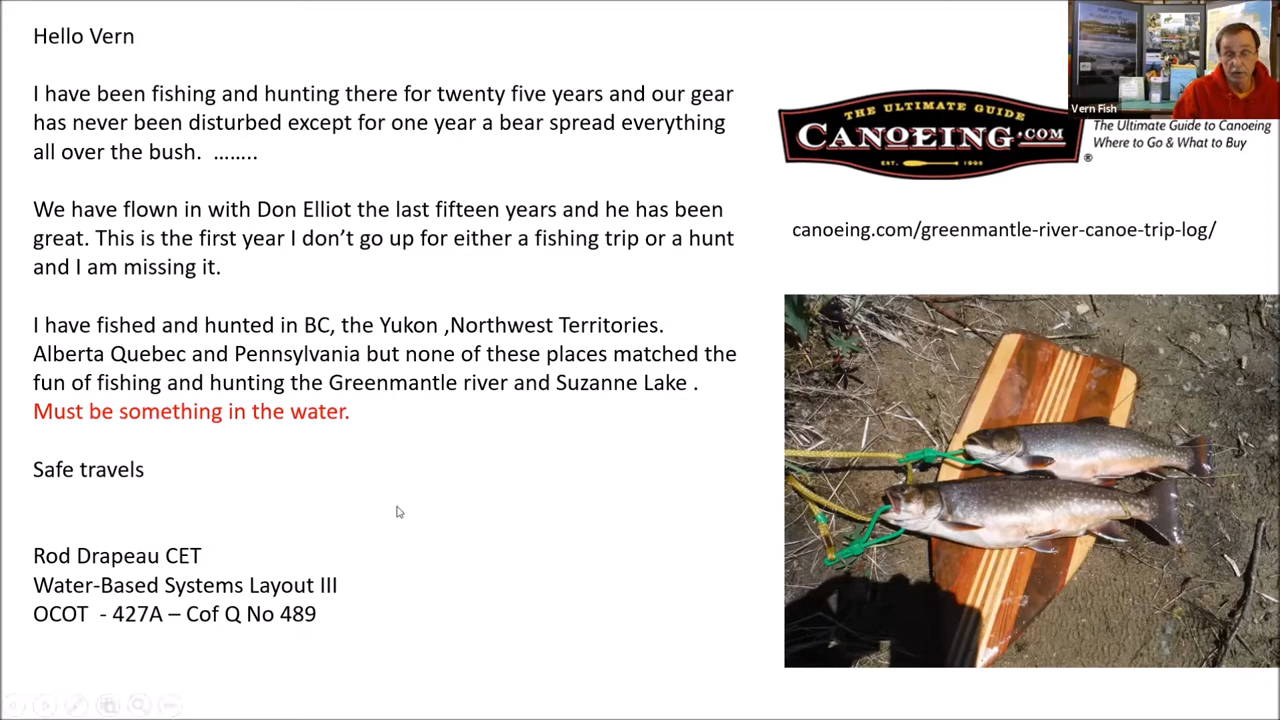 Hello Vern
I have been fishing and hunting there for twenty five years and our gear
has never been disturbed except for one year a bear spread everything
all over the bush. ........
We have flown in with Don Elliot the last fifteen years and he has been
great. This is the first year I don’t go up for either a fishing trip or a hunt
and I am missing it.
I have fished and hunted in BC, the Yukon ,Northwest Territories.
Alberta Quebec and Pennsylvania but none of these places matched the
fun of fishing and hunting the Greenmantle river and Suzanne Lake .
Must be something in the water.
Safe travels
Rod Drapeau CET
Water-Based Systems Layout III
OCOT - 427A – Cof Q No 489
Vern Fish
THE ULTIMATE GUIDE
CANOEING.COM
EST. 1995
®
The Ultimate Guide to Canoeing
Where to Go & What to Buy
canoeing.com/greenmantle-river-canoe-trip-log/